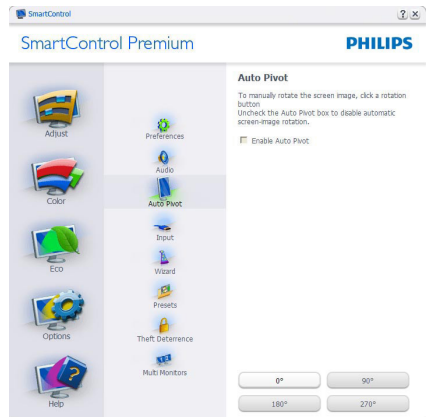 SmartControl
SmartControl Premium
PHILIPS
Adjust
Color
Eco
Options
Help
Preferences
Audio
Auto Pivot
Input
Wizard
Presets
Theft Deterrence
Multi Monitors
Auto Pivot
To manually rotate the screen image, click a rotation
button
Uncheck the Auto Pivot box to disable automatic
screen-image rotation.
Enable Auto Pivot
0°
90°
180°
270°